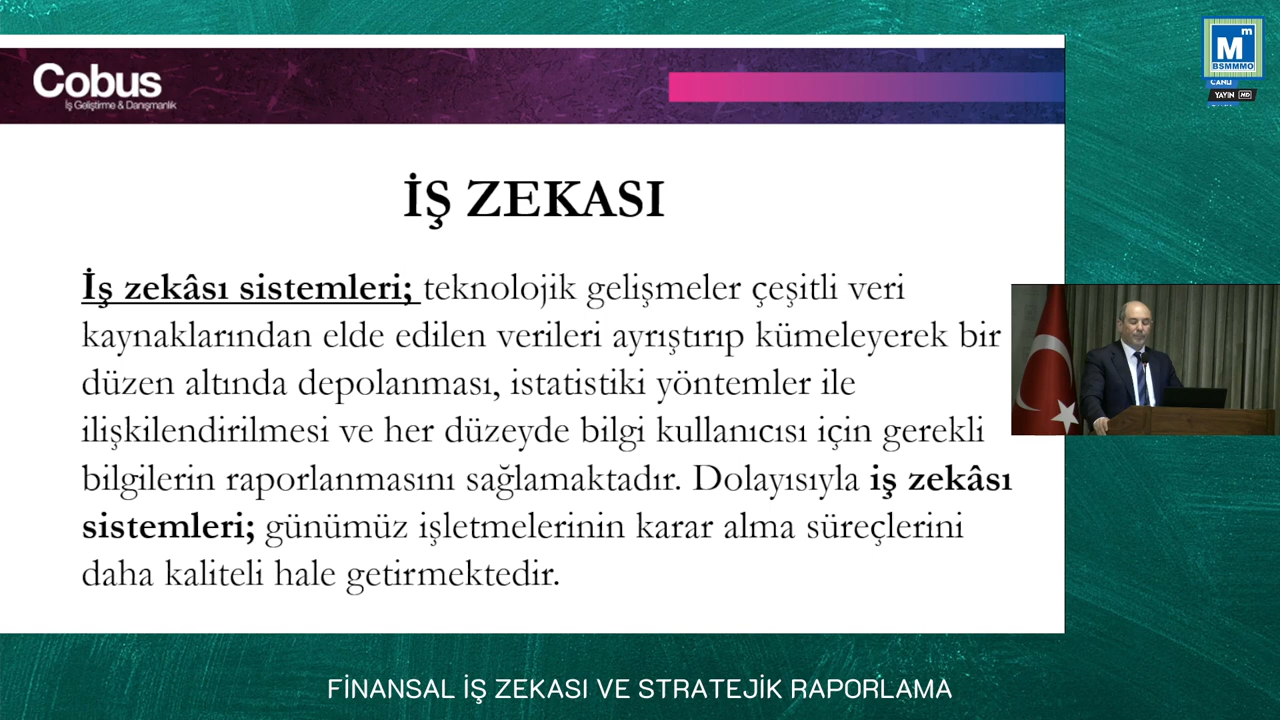 Cobus
İş Geliştirme & Danışmanlık
Mm
BSMMMO
CANLI
YAYIN HD
İŞ ZEKASI
İş zekâsı sistemleri; teknolojik gelişmeler çeşitli veri
kaynaklarından elde edilen verileri ayrıştırıp kümeleyerek bir
düzen altında depolanması, istatistiki yöntemler ile
ilişkilendirilmesi ve her düzeyde bilgi kullanıcısı için gerekli
bilgilerin raporlanmasını sağlamaktadır. Dolayısıyla iş zekâsı
sistemleri; günümüz işletmelerinin karar alma süreçlerini
daha kaliteli hale getirmektedir.
FİNANSAL İŞ ZEKASI VE STRATEJİK RAPORLAMA